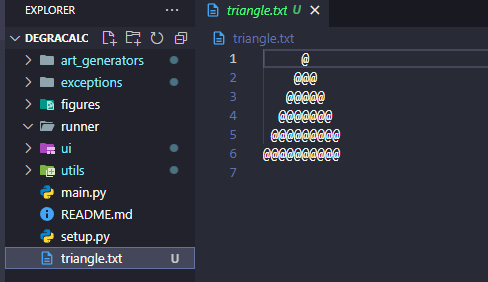 EXPLORER
DEGRACALC
art_generators
exceptions
figures
runner
ui
utils
main.py
README.md
setup.py
triangle.txt U
triangle.txt U
triangle.txt
1 @
2 @@@
3 @@@@@
4 @@@@@@@
5 @@@@@@@@@
6 @@@@@@@@@@
7